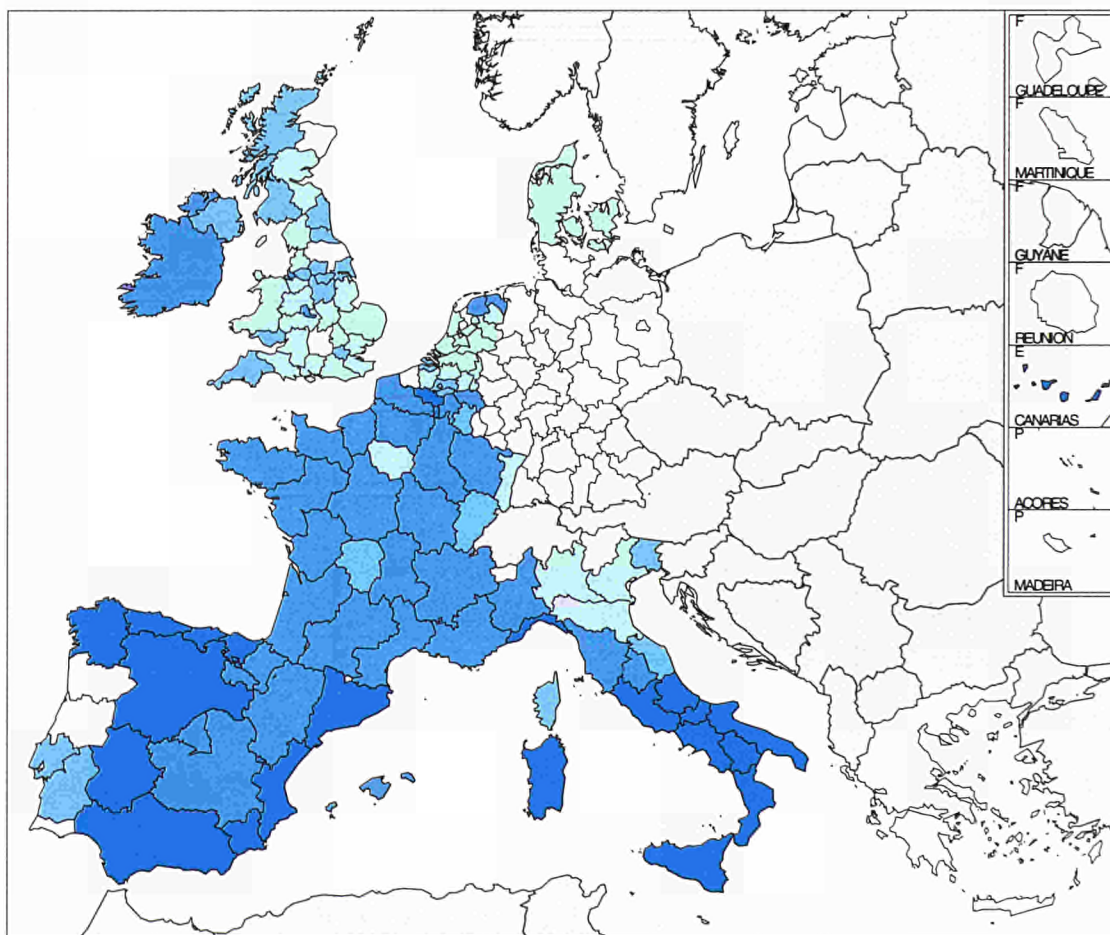 F
GUADELOUPE
F
MARTINIQUE
F
GUYANE
F
REUNION
E
CANARIAS
P
ACORES
P
MADEIRA